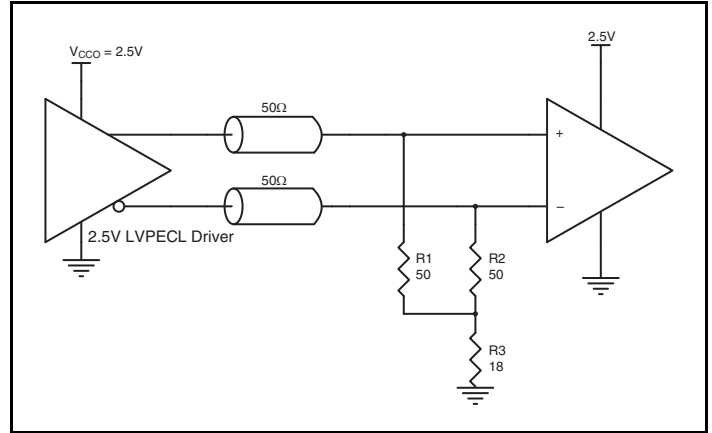 V_CCO = 2.5V
2.5V
50Ω
+
50Ω
−
2.5V LVPECL Driver
R1
50
R2
50
R3
18